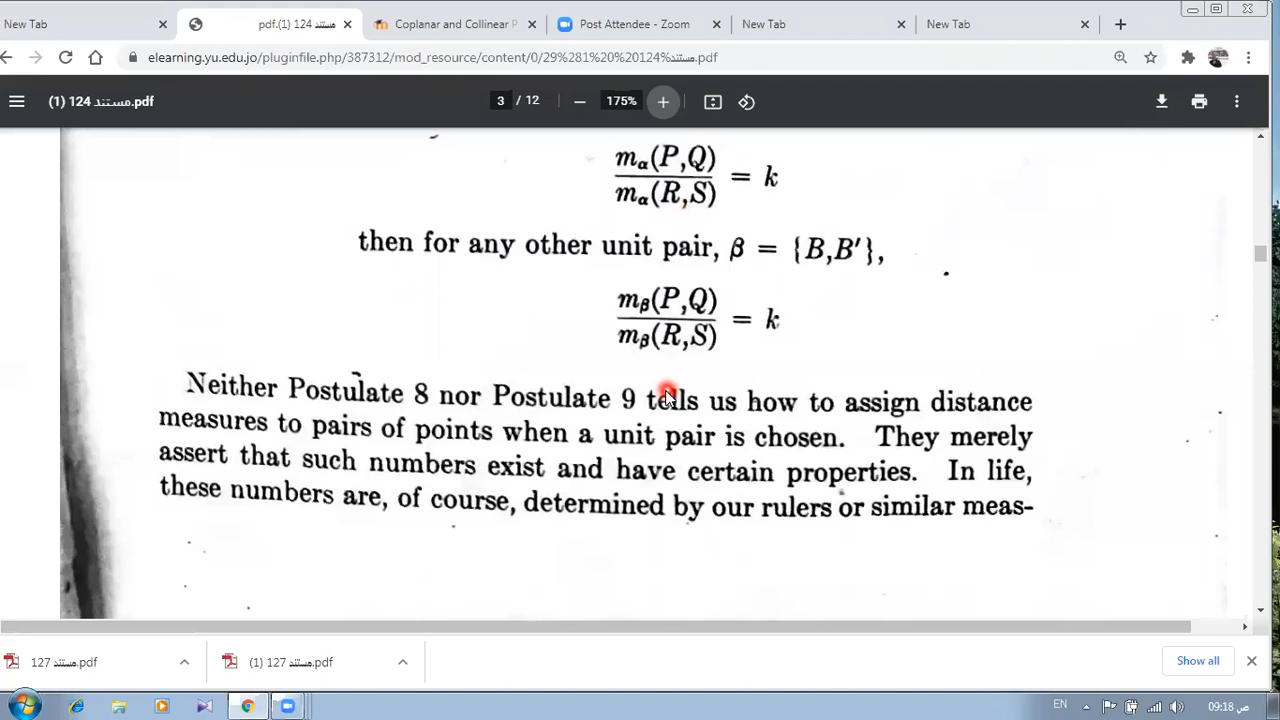 New Tab
pdf.(1) 124 مستند
Coplanar and Collinear P
Post Attendee - Zoom
New Tab
New Tab
elearning.yu.edu.jo/pluginfile.php/387312/mod_resource/content/0/29%281%20%20124%مستند.pdf
(1) 124 مستند.pdf
3 / 12
175%
mα(P,Q)
mα(R,S)
= k
then for any other unit pair, β = {B,B′},
mβ(P,Q)
mβ(R,S)
= k
Neither Postulate 8 nor Postulate 9 tells us how to assign distance
measures to pairs of points when a unit pair is chosen. They merely
assert that such numbers exist and have certain properties. In life,
these numbers are, of course, determined by our rulers or similar meas-
127 مستند.pdf
(1) 127 مستند.pdf
Show all
EN
09:18 ص